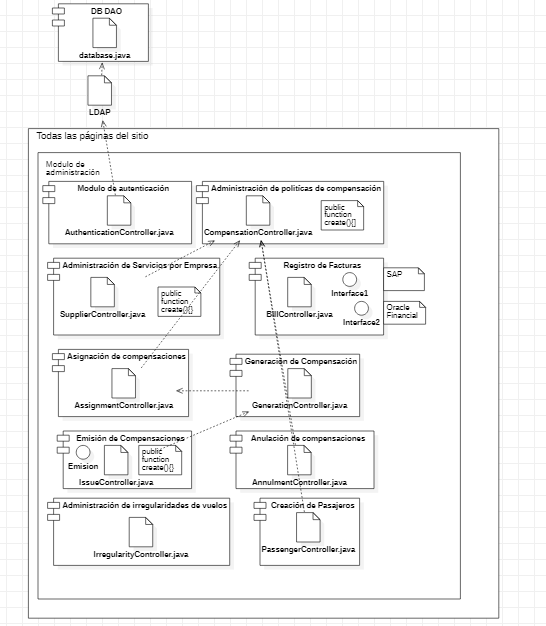 DB DAO
database.java
LDAP
Todas las páginas del sitio
Modulo de
administración
Modulo de autenticación
AuthenticationController.java
Administración de políticas de compensación
CompensationController.java
public
function
create(){}
Administración de Servicios por Empresa
SupplierController.java
public
function
create(){}
Registro de Facturas
BillController.java
Interface1
Interface2
SAP
Oracle
Financial
Asignación de compensaciones
AssignmentController.java
Generación de Compensación
GenerationController.java
Emisión de Compensaciones
Emision
IssueController.java
public
function
create(){}
Anulación de compensaciones
AnnulmentController.java
Administración de irregularidades de vuelos
IrregularityController.java
Creación de Pasajeros
PassengerController.java